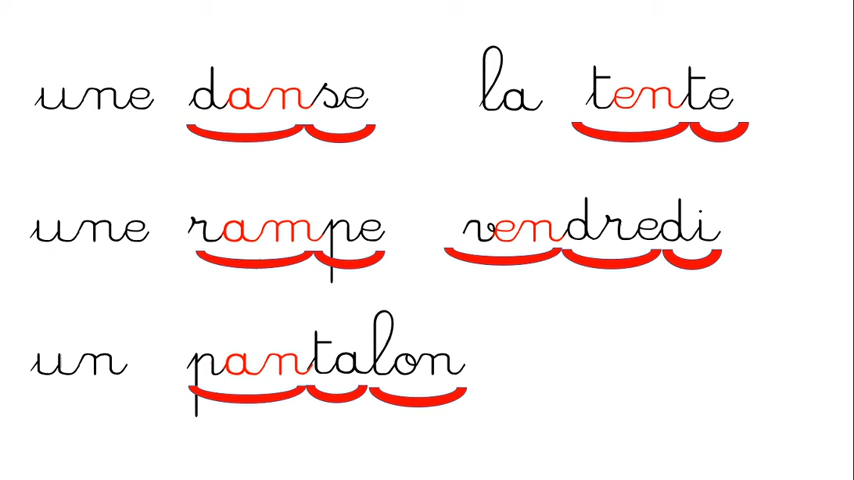 une danse la tente
une rampe vendredi
un pantalon